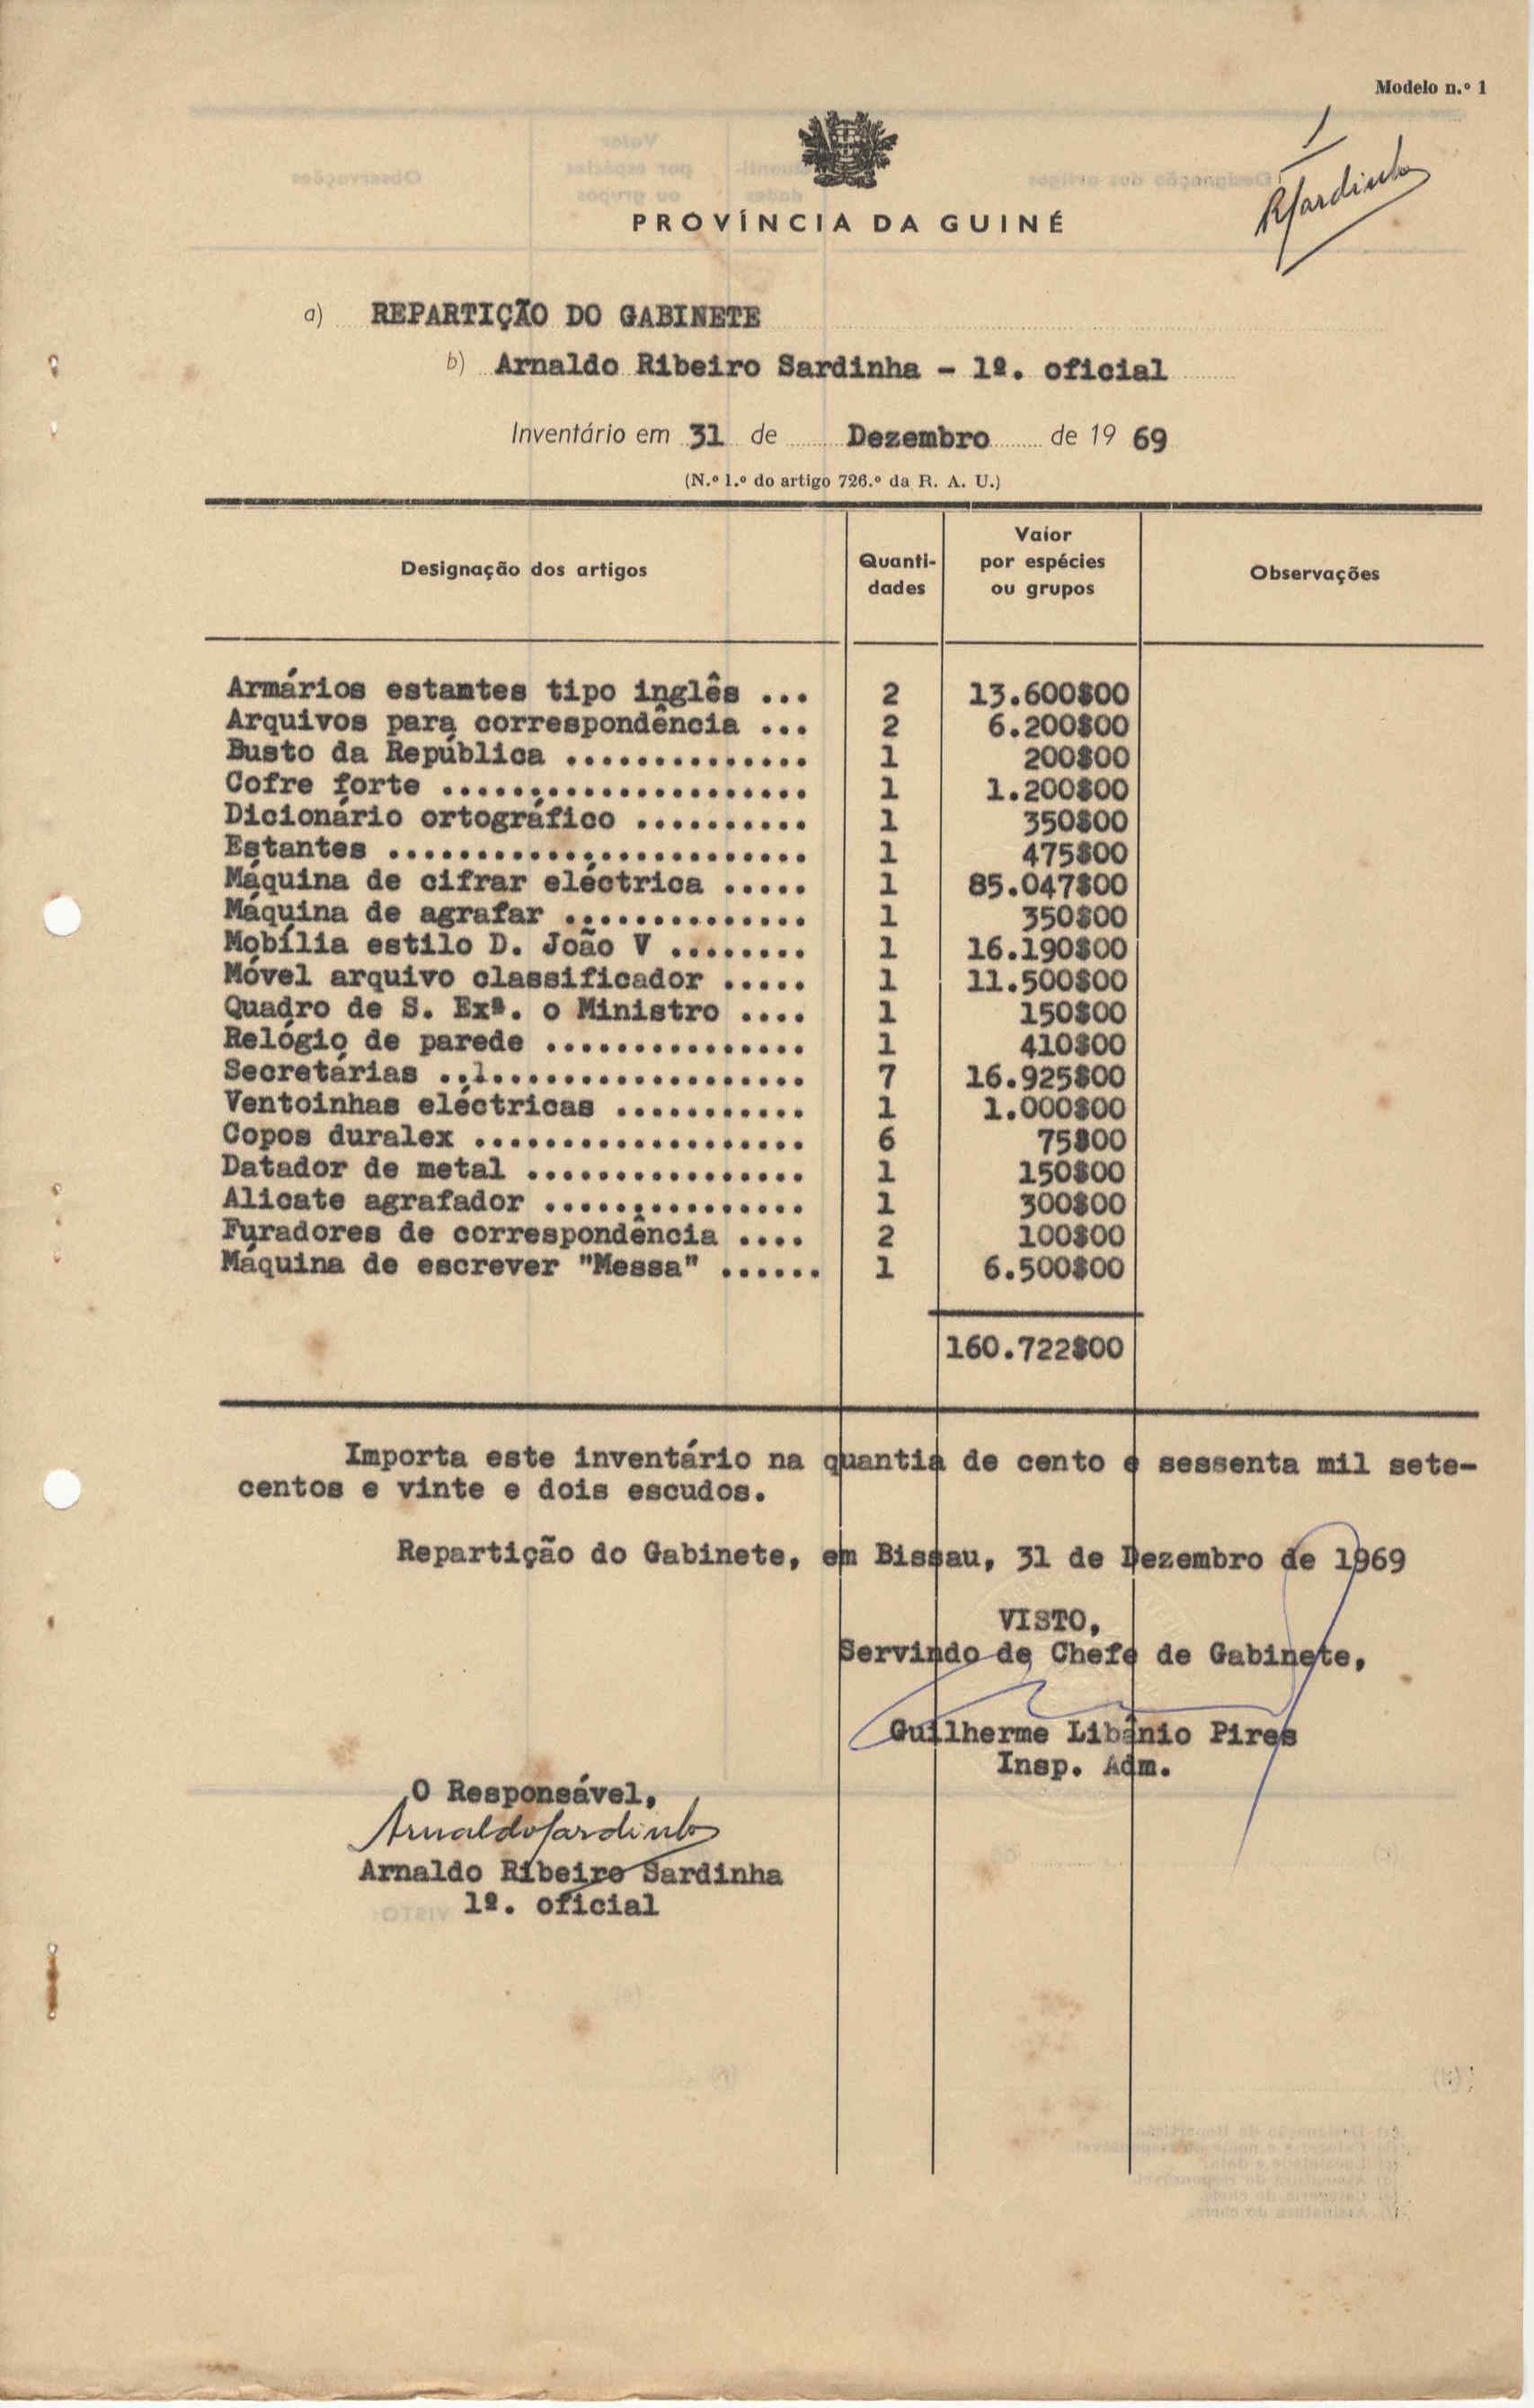 Modelo n.º 1
PROVÍNCIA DA GUINÉ
a) REPARTIÇÃO DO GABINETE
b) Arnaldo Ribeiro Sardinha - 1º. oficial
Inventário em 31 de Dezembro de 19 69
(N.º 1.º do artigo 726.º da R. A. U.)
Designação dos artigos Quanti-dades Valor por espécies ou grupos Observações
Armários estantes tipo inglês ... 2 13.600$00
Arquivos para correspondência ... 2 6.200$00
Busto da República .............. 1 200$00
Cofre forte ..................... 1 1.200$00
Dicionário ortográfico .......... 1 350$00
Estantes ........................ 1 475$00
Máquina de cifrar eléctrica ..... 1 85.047$00
Máquina de agrafar .............. 1 350$00
Mobília estilo D. João V ........ 1 16.190$00
Móvel arquivo classificador ..... 1 11.500$00
Quadro de S. Exª. o Ministro .... 1 150$00
Relógio de parede ............... 1 410$00
Secretárias ..1.................. 7 16.925$00
Ventoinhas eléctricas ........... 1 1.000$00
Copos duralex ................... 6 75$00
Datador de metal ................ 1 150$00
Alicate agrafador ............... 1 300$00
Furadores de correspondência .... 2 100$00
Máquina de escrever "Messa" ...... 1 6.500$00
160.722$00
Importa este inventário na quantia de cento e sessenta mil sete-
centos e vinte e dois escudos.
Repartição do Gabinete, em Bissau, 31 de Dezembro de 1969
VISTO,
Servindo de Chefe de Gabinete,
Guilherme Libânio Pires
Insp. Adm.
O Responsável,
Arnaldo Sardinha
Arnaldo Ribeiro Sardinha
1º. oficial